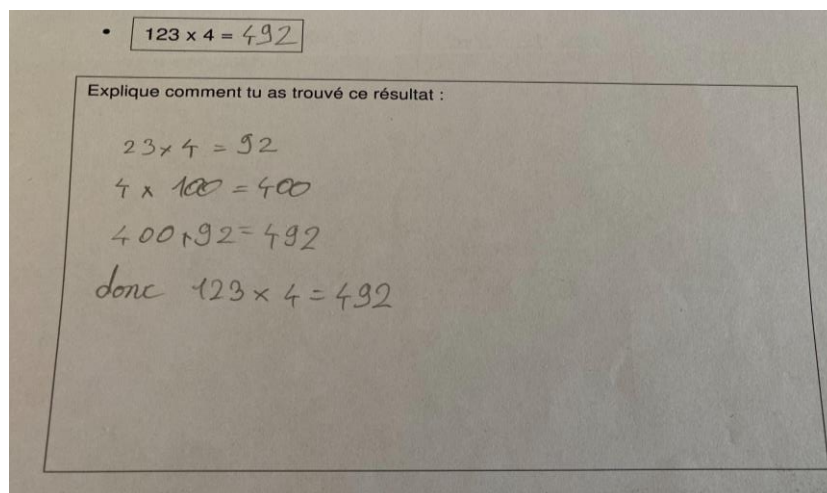 • 123 x 4 = 492
Explique comment tu as trouvé ce résultat :
23 x 4 = 92
4 x 100 = 400
400 + 92 = 492
donc 123 x 4 = 492